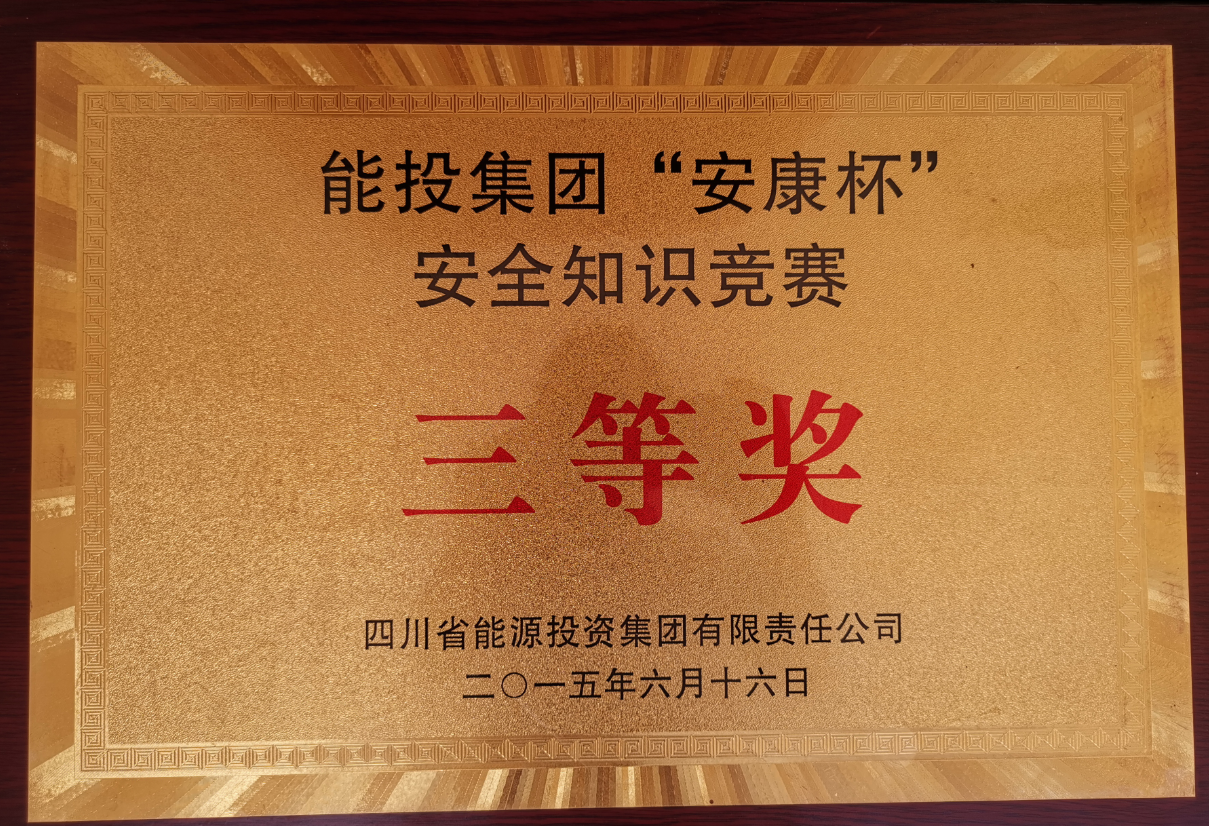 能投集团“安康杯”
安全知识竞赛
三等奖
四川省能源投资集团有限责任公司
二〇一五年六月十六日